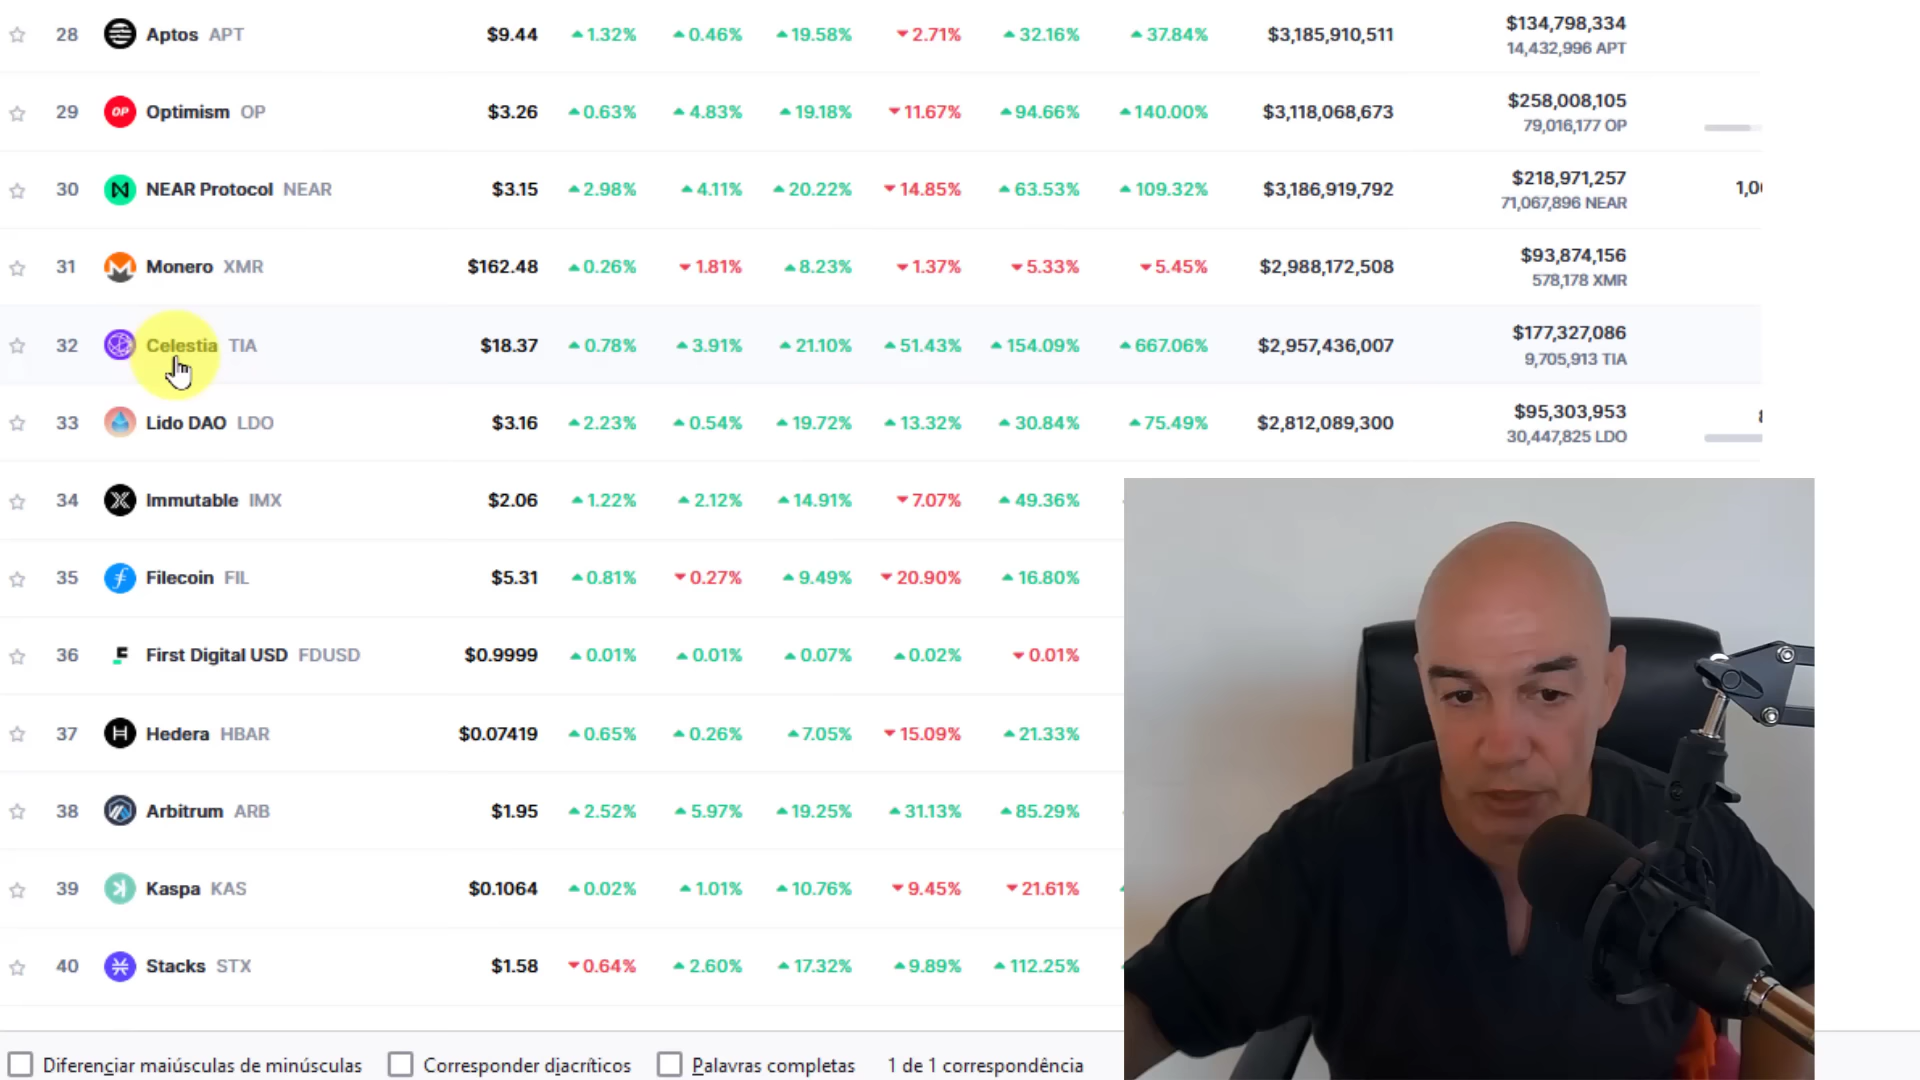 28 Aptos APT $9.44 1.32% 0.46% 19.58% 2.71% 32.16% 37.84% $3,185,910,511 $134,798,334
14,432,996 APT
29 Optimism OP $3.26 0.63% 4.83% 19.18% 11.67% 94.66% 140.00% $3,118,068,673 $258,008,105
79,016,177 OP
30 NEAR Protocol NEAR $3.15 2.98% 4.11% 20.22% 14.85% 63.53% 109.32% $3,186,919,792 $218,971,257
71,067,896 NEAR
31 Monero XMR $162.48 0.26% 1.81% 8.23% 1.37% 5.33% 5.45% $2,988,172,508 $93,874,156
578,178 XMR
32 Celestia TIA $18.37 0.78% 3.91% 21.10% 51.43% 154.09% 667.06% $2,957,436,007 $177,327,086
9,705,913 TIA
33 Lido DAO LDO $3.16 2.23% 0.54% 19.72% 13.32% 30.84% 75.49% $2,812,089,300 $95,303,953
30,447,825 LDO
34 Immutable IMX $2.06 1.22% 2.12% 14.91% 7.07% 49.36%
35 Filecoin FIL $5.31 0.81% 0.27% 9.49% 20.90% 16.80%
36 First Digital USD FDUSD $0.9999 0.01% 0.01% 0.07% 0.02% 0.01%
37 Hedera HBAR $0.07419 0.65% 0.26% 7.05% 15.09% 21.33%
38 Arbitrum ARB $1.95 2.52% 5.97% 19.25% 31.13% 85.29%
39 Kaspa KAS $0.1064 0.02% 1.01% 10.76% 9.45% 21.61%
40 Stacks STX $1.58 0.64% 2.60% 17.32% 9.89% 112.25%
Diferenciar maiúsculas de minúsculas Corresponder diacríticos Palavras completas 1 de 1 correspondência